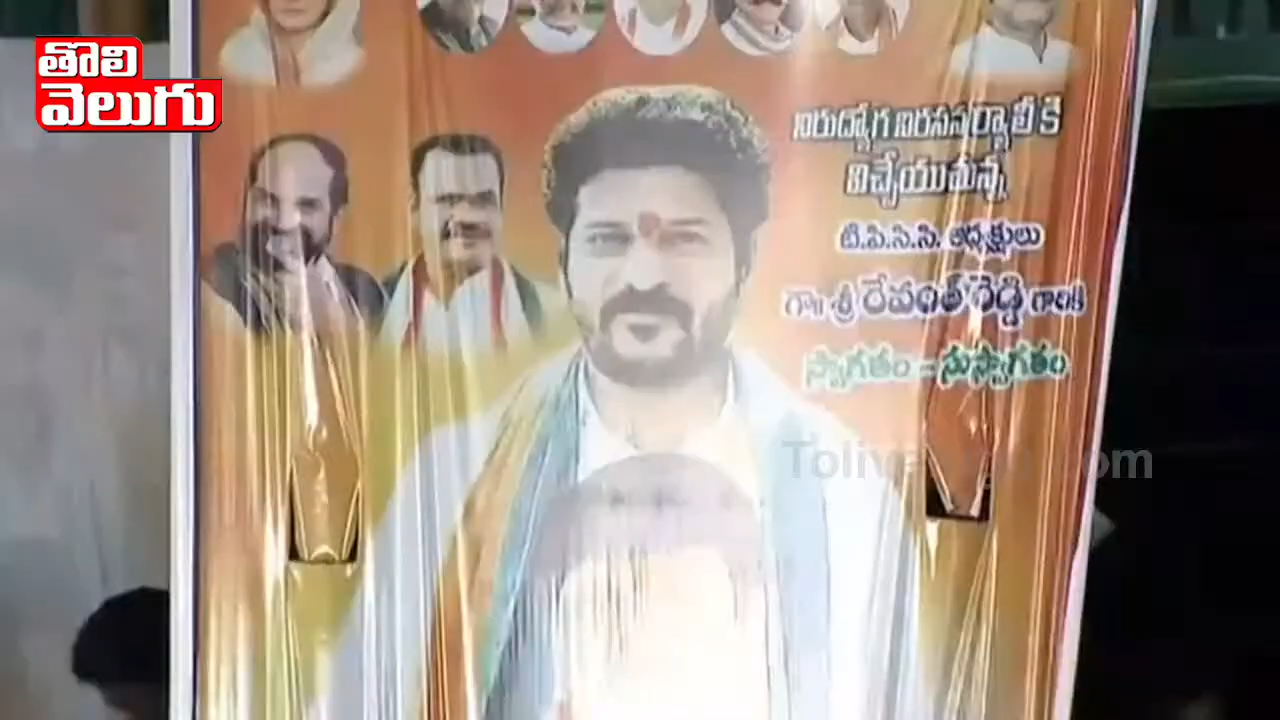 తొలి
వెలుగు
నిరుద్యోగ నిరసన ర్యాలీకి
విచ్చేయుచున్న
టి.పి.సి.సి. అధ్యక్షులు
గౌ॥ శ్రీ రేవంత్ రెడ్డి గారికి
స్వాగతం - సుస్వాగతం